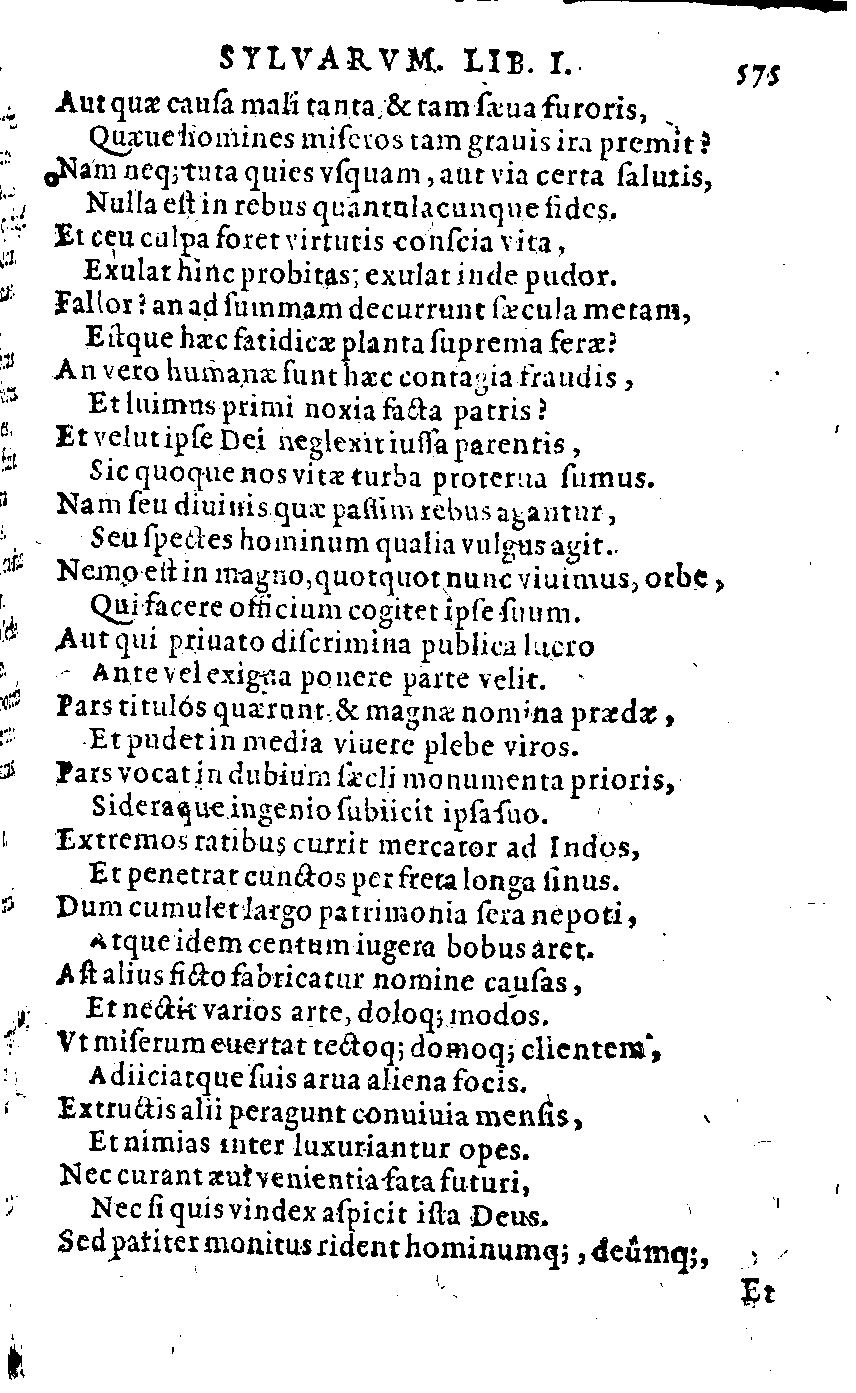 SYLVARVM. LIB. I. 575
Aut quæ cauſa mali tanta, & tam ſæua furoris,
Quæue homines miſeros tam grauis ira premit?
Nam neq; tuta quies vſquam, aut via certa ſalutis,
Nulla eſt in rebus quantulacunque fides.
Et ceu culpa foret virtutis conſcia vita,
Exulat hinc probitas; exulat inde pudor.
Fallor? an ad ſummam decurrunt ſæcula metam,
Eſtque hæc fatidicæ planta ſuprema feræ?
An vero humanæ ſunt hæc contagia fraudis,
Et luimus primi noxia facta patris?
Et velut ipſe Dei neglexit iuſſa parentis,
Sic quoque nos vitæ turba proterua ſumus.
Nam ſeu diuinis quæ paſſim rebus agantur,
Seu ſpectes hominum qualia vulgus agit.
Nemo eſt in magno, quotquot nunc viuimus, orbe,
Qui facere officium cogitet ipſe ſuum.
Aut qui priuato diſcrimina publica lucro
Ante vel exigua ponere parte velit.
Pars titulós quærunt & magnæ nomina prædæ,
Et pudet in media viuere plebe viros.
Pars vocat in dubium ſæcli monumenta prioris,
Sideraque ingenio ſubiicit ipſa ſuo.
Extremos ratibus currit mercator ad Indos,
Et penetrat cunctos per freta longa ſinus.
Dum cumulet largo patrimonia ſera nepoti,
Atque idem centum iugera bobus aret.
Aſt alius ficto fabricatur nomine cauſas,
Et nectit varios arte, doloq; modos.
Vt miſerum euertat tectoq; domoq; clientem,
Adiiciatque ſuis arua aliena focis.
Extructis alii peragunt conuiuia menſis,
Et nimias inter luxuriantur opes.
Nec curant æui venientia fata futuri,
Nec ſi quis vindex aſpicit iſta Deus.
Sed pariter monitus rident hominumq;, deûmq;,
Et